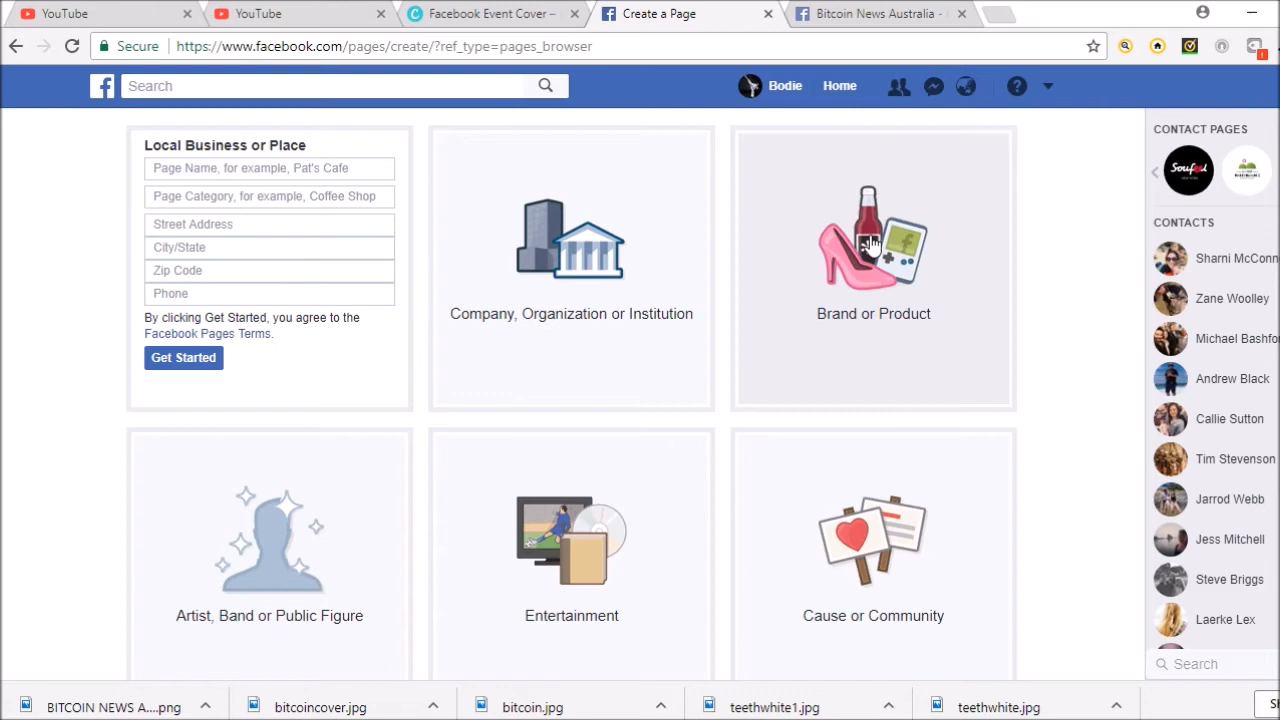 YouTube
YouTube
Facebook Event Cover –
Create a Page
Bitcoin News Australia -
Secure
https://www.facebook.com/pages/create/?ref_type=pages_browser
Search
Bodie
Home
Local Business or Place
Page Name, for example, Pat's Cafe
Page Category, for example, Coffee Shop
Street Address
City/State
Zip Code
Phone
By clicking Get Started, you agree to the
Facebook Pages Terms.
Get Started
Company, Organization or Institution
Brand or Product
Artist, Band or Public Figure
Entertainment
Cause or Community
CONTACT PAGES
Soufeel
CONTACTS
Sharni McConn
Zane Woolley
Michael Bashfo
Andrew Black
Callie Sutton
Tim Stevenson
Jarrod Webb
Jess Mitchell
Steve Briggs
Laerke Lex
Search
BITCOIN NEWS A....png
bitcoincover.jpg
bitcoin.jpg
teethwhite1.jpg
teethwhite.jpg